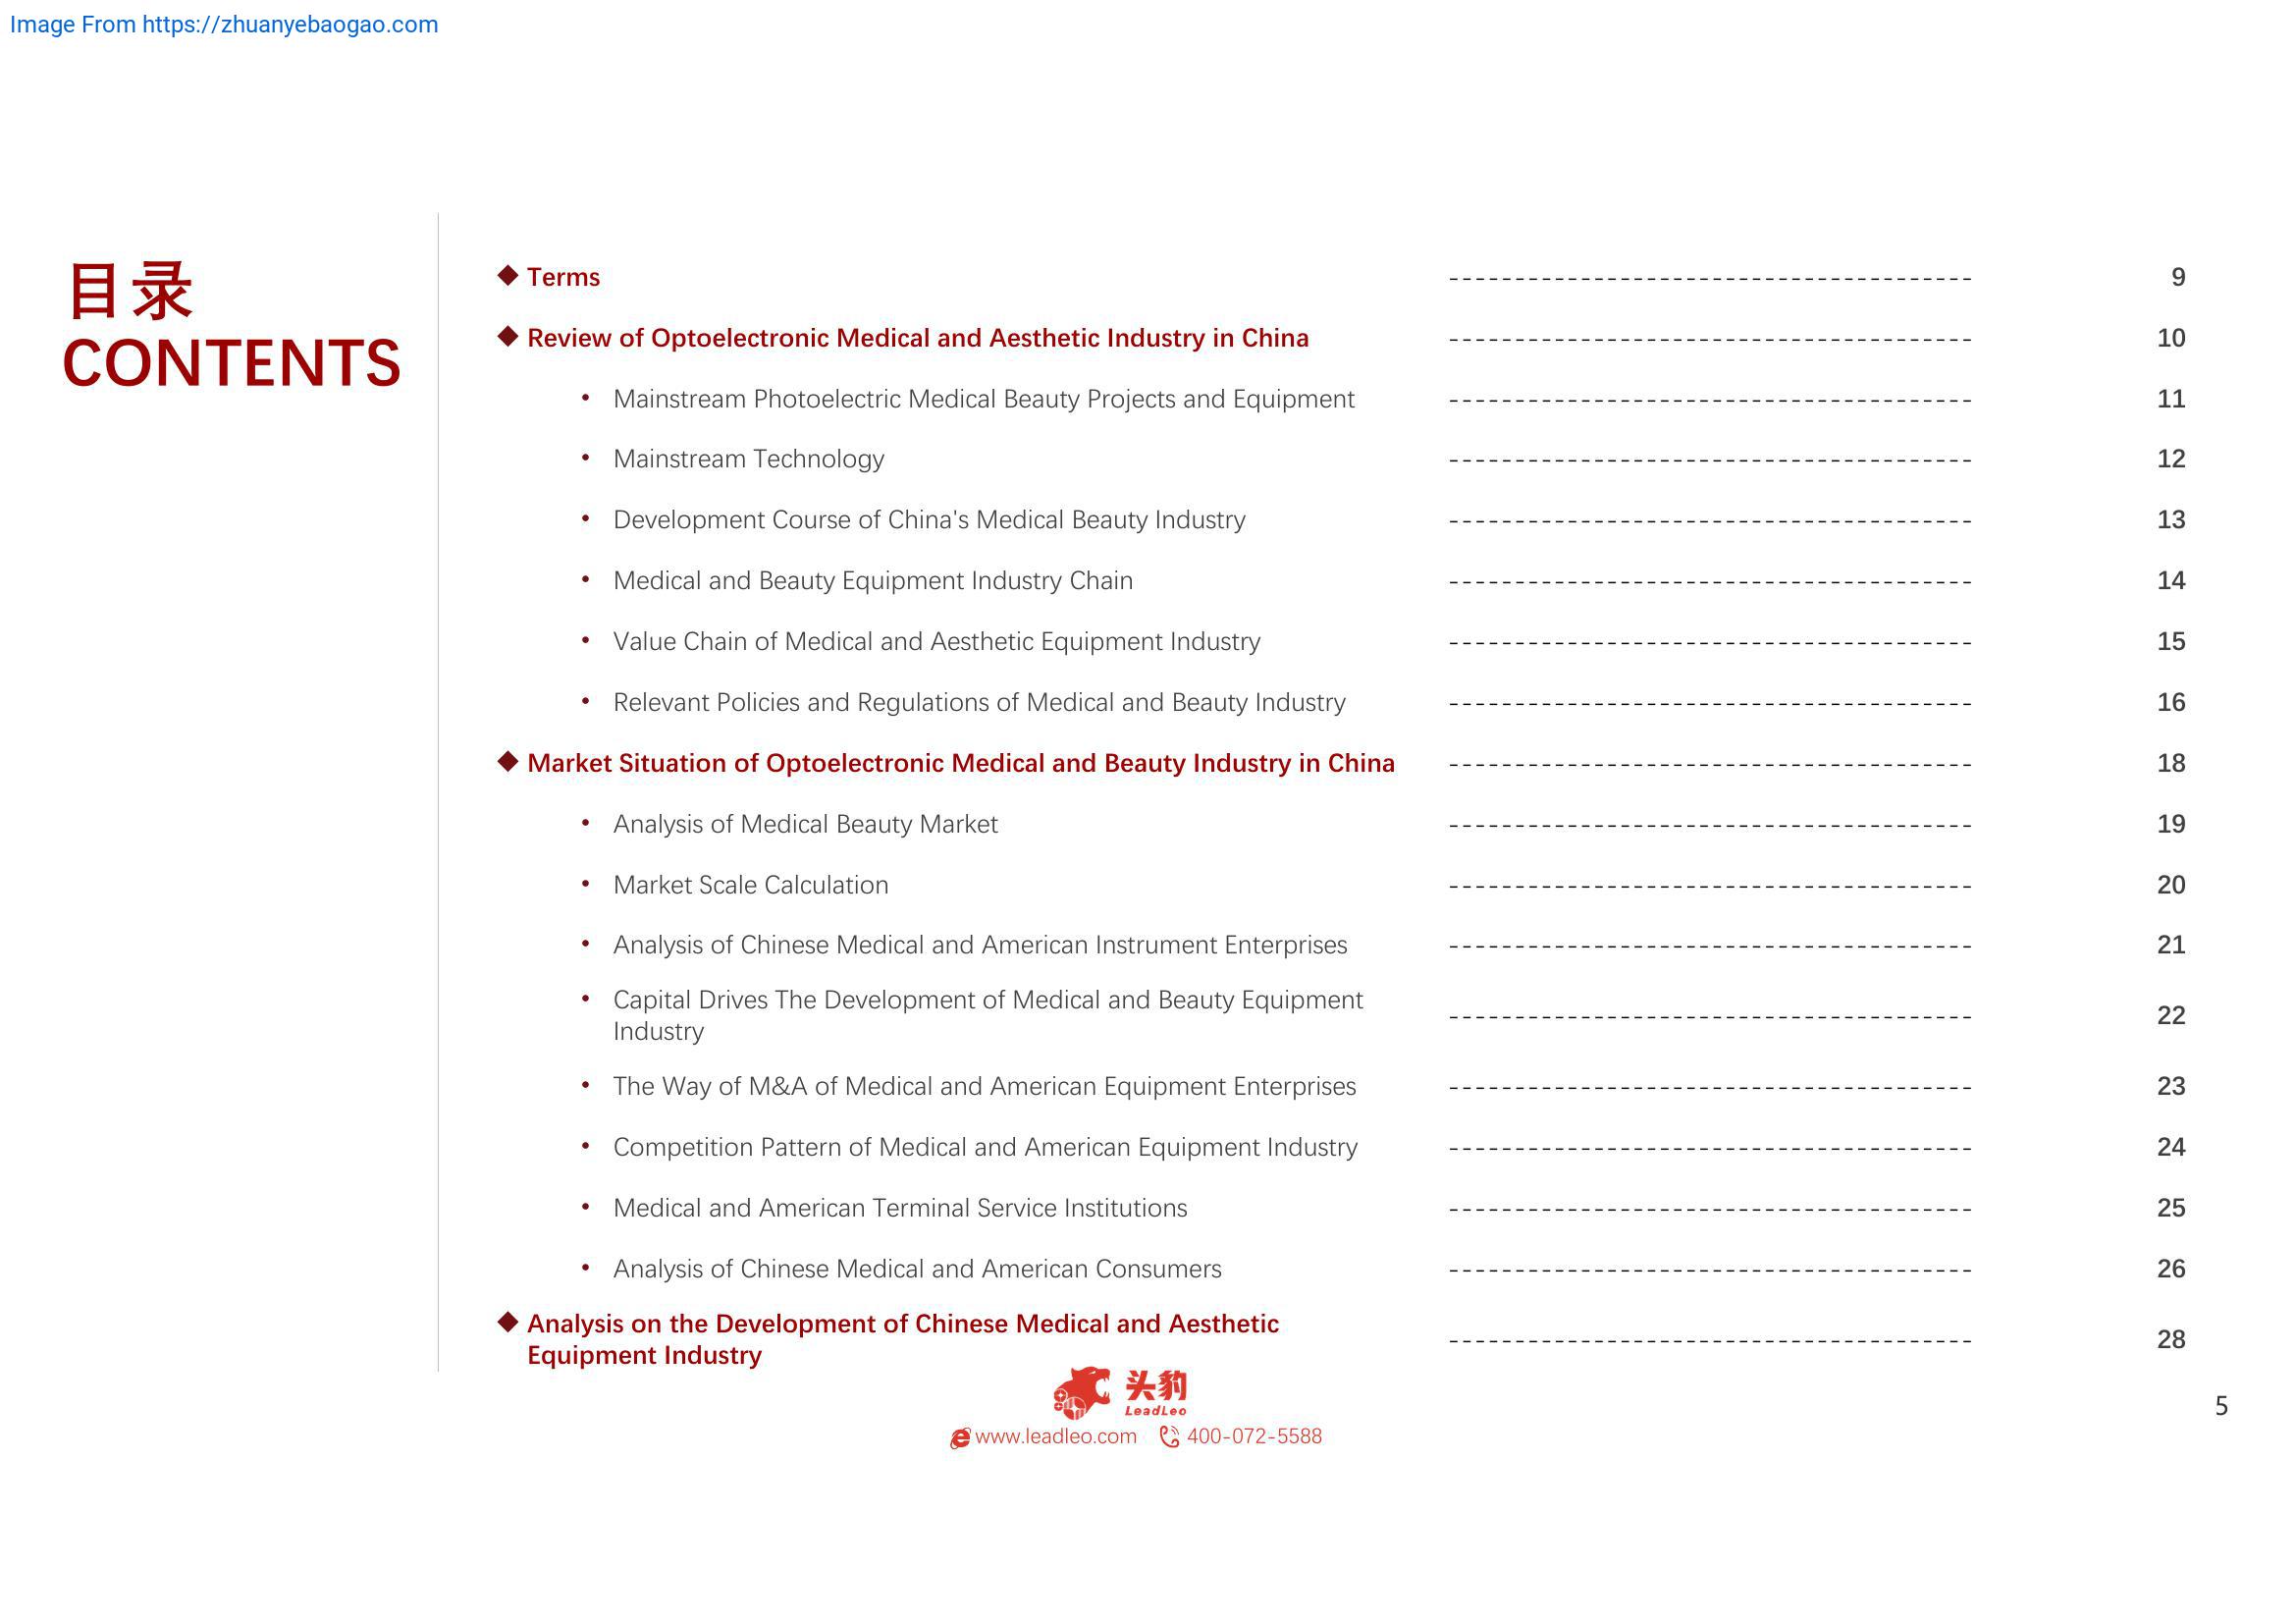 Image From https://zhuanyebaogao.com
目录
CONTENTS
Terms 9
Review of Optoelectronic Medical and Aesthetic Industry in China 10
Mainstream Photoelectric Medical Beauty Projects and Equipment 11
Mainstream Technology 12
Development Course of China's Medical Beauty Industry 13
Medical and Beauty Equipment Industry Chain 14
Value Chain of Medical and Aesthetic Equipment Industry 15
Relevant Policies and Regulations of Medical and Beauty Industry 16
Market Situation of Optoelectronic Medical and Beauty Industry in China 18
Analysis of Medical Beauty Market 19
Market Scale Calculation 20
Analysis of Chinese Medical and American Instrument Enterprises 21
Capital Drives The Development of Medical and Beauty Equipment
Industry 22
The Way of M&A of Medical and American Equipment Enterprises 23
Competition Pattern of Medical and American Equipment Industry 24
Medical and American Terminal Service Institutions 25
Analysis of Chinese Medical and American Consumers 26
Analysis on the Development of Chinese Medical and Aesthetic
Equipment Industry 28
头豹
LeadLeo
www.leadleo.com 400-072-5588
5